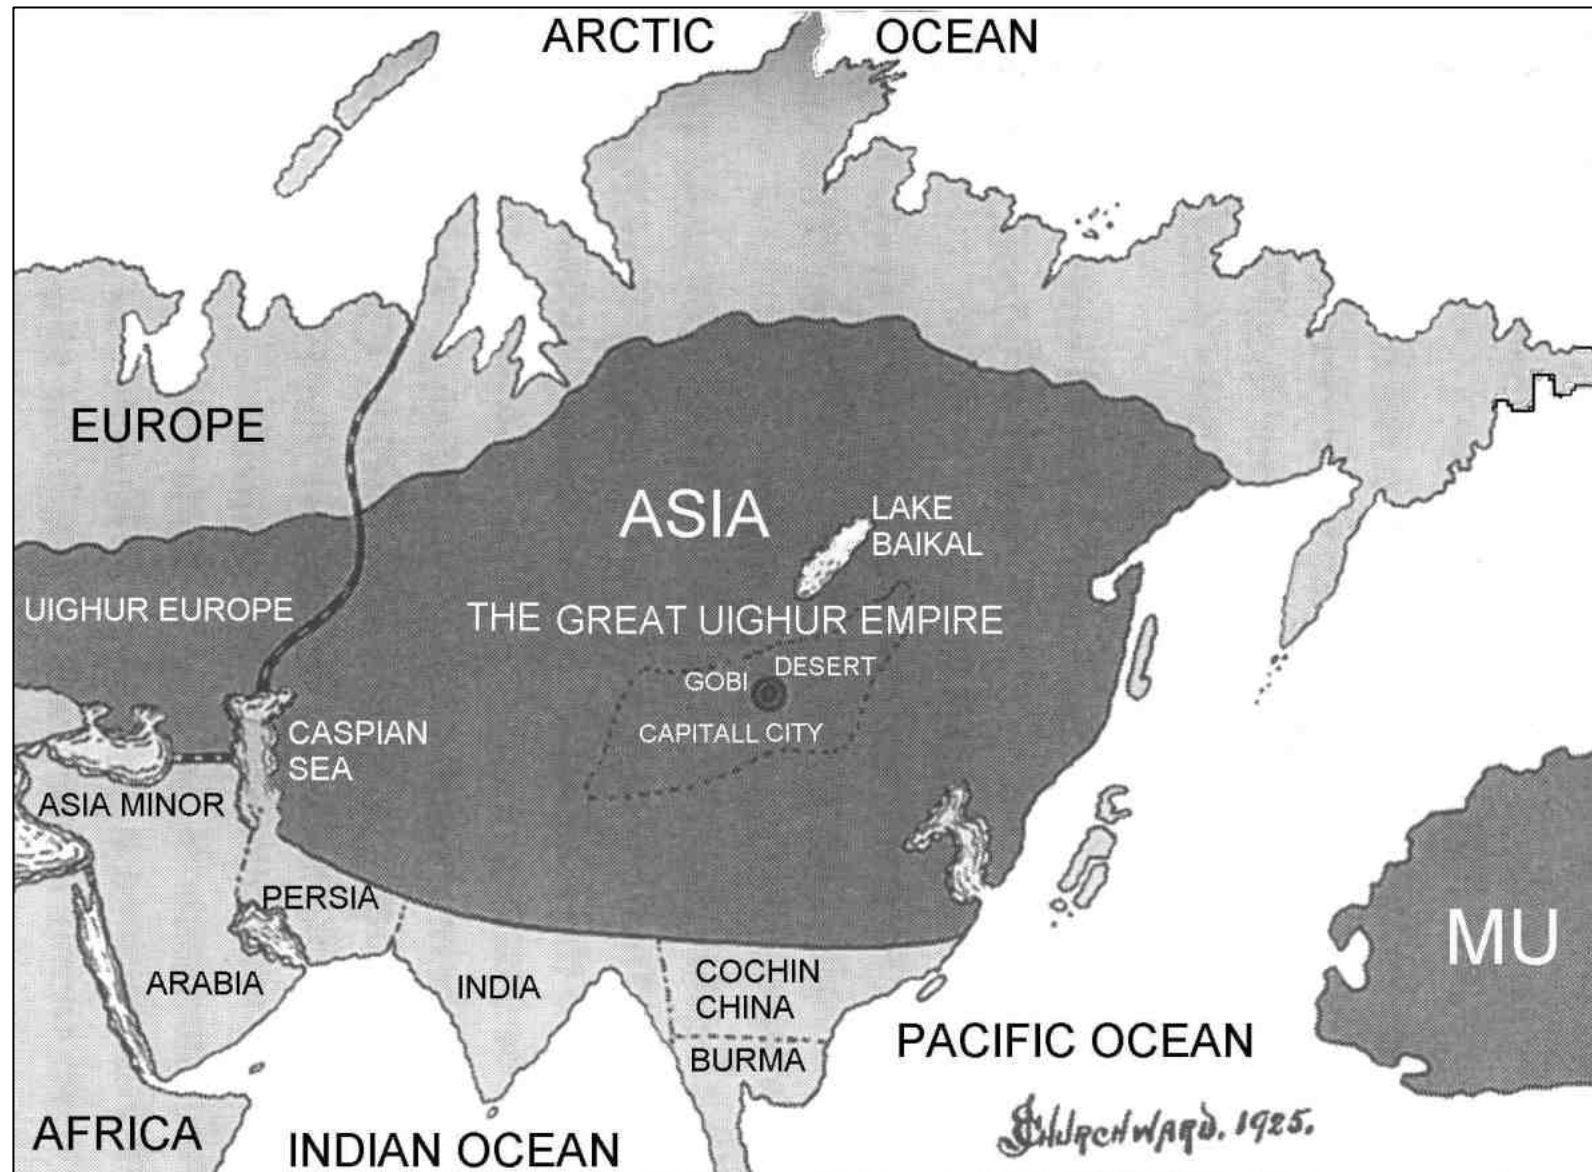 ARCTIC OCEAN
EUROPE
ASIA
LAKE
BAIKAL
UIGHUR EUROPE
THE GREAT UIGHUR EMPIRE
GOBI DESERT
CAPITALL CITY
CASPIAN
SEA
ASIA MINOR
PERSIA
ARABIA
INDIA
COCHIN
CHINA
BURMA
MU
PACIFIC OCEAN
AFRICA
INDIAN OCEAN
J CHURCHWARD. 1925.